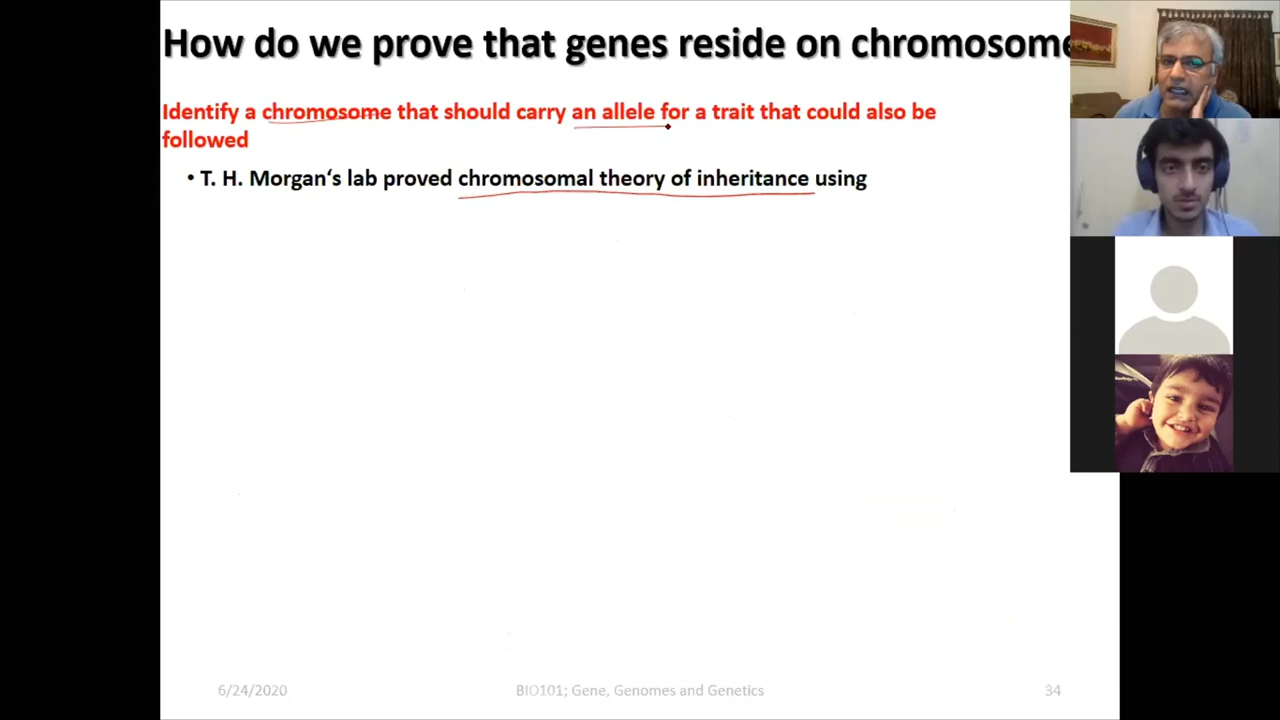 How do we prove that genes reside on chromosome
Identify a chromosome that should carry an allele for a trait that could also be
followed
• T. H. Morgan‘s lab proved chromosomal theory of inheritance using
6/24/2020
BIO101; Gene, Genomes and Genetics
34